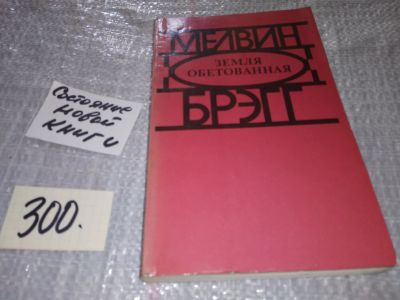 МЕЛВИН
ЗЕМЛЯ
ОБЕТОВАННАЯ
БРЭГГ
Состояние
новой
книги
300.